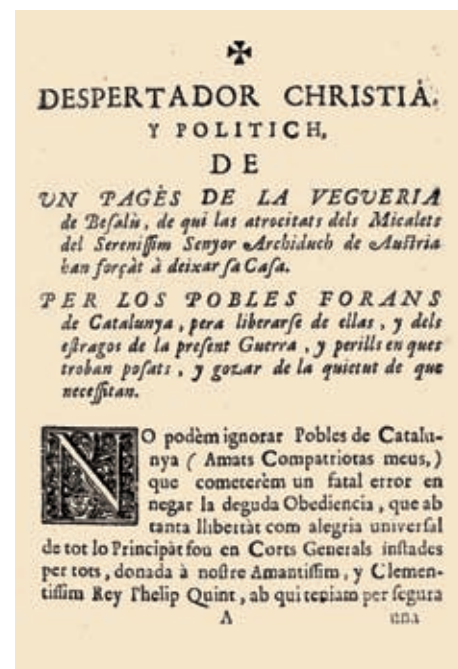 ✠
DESPERTADOR CHRISTIÀ,
Y POLITICH,
DE
UN PAGÈS DE LA VEGUERIA
de Besalù, de qui las atrocitats dels Micalets
del Serenissim Senyor Archiduch de Austria
han forçàt à deixar sa Casa.
PER LOS POBLES FORANS
de Catalunya, pera liberarse de ellas, y dels
estragos de la present Guerra, y perills en ques
troban posats, y gozar de la quietut de que
necessitan.
NO podèm ignorar Pobles de Catalu-
nya ( Amats Compatriotas meus,)
que cometerèm un fatal error en
negar la deguda Obediencia, que ab
tanta llibertàt com alegria universal
de tot lo Principàt fou en Corts Generals instades
per tots, donada à nostre Amantissim, y Clemen-
tissim Rey Phelip Quint, ab qui teniam per segura
A una